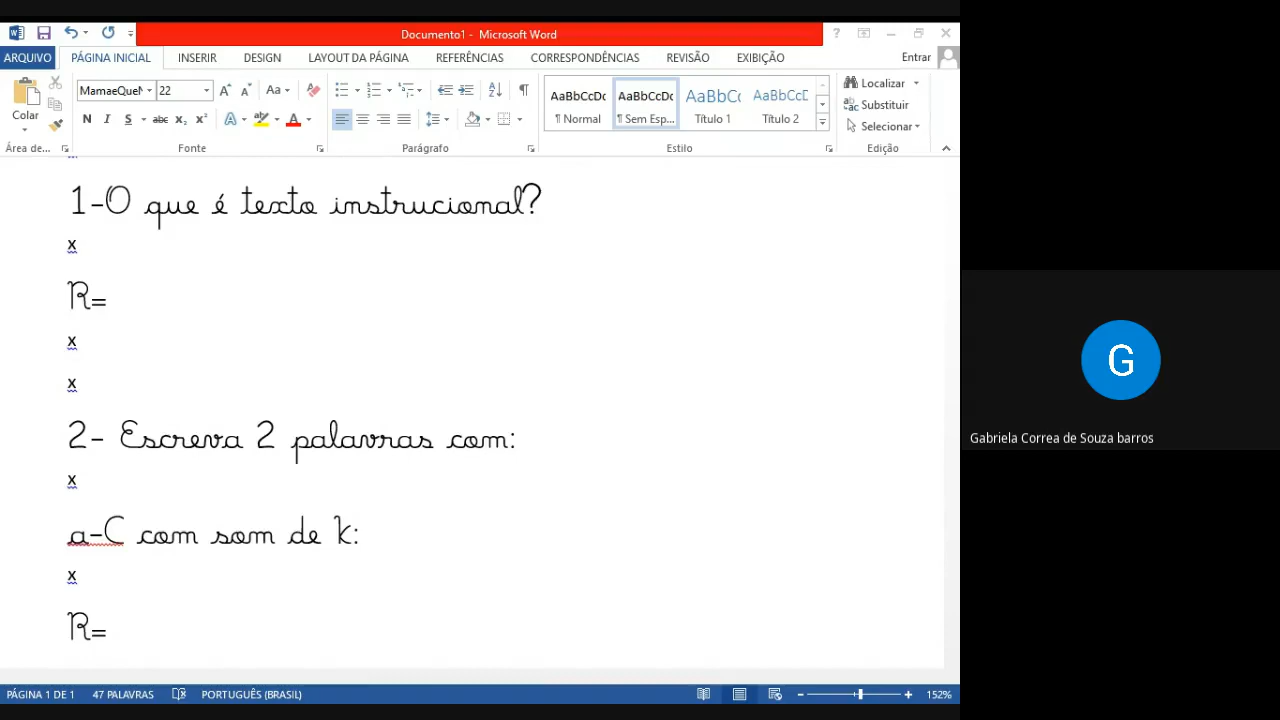 Documento1 - Microsoft Word
ARQUIVO PÁGINA INICIAL INSERIR DESIGN LAYOUT DA PÁGINA REFERÊNCIAS CORRESPONDÊNCIAS REVISÃO EXIBIÇÃO Entrar
Colar
MamaeQueN 22
N I S abc x₂ x²
AaBbCcDc AaBbCcDc AaBbCc AaBbCcD
¶ Normal ¶ Sem Esp... Título 1 Título 2
Localizar
Substituir
Selecionar
Área de... Fonte Parágrafo Estilo Edição
1-O que é texto instrucional?
x
R=
x
x
2- Escreva 2 palavras com:
x
a-C com som de k:
x
R=
G
Gabriela Correa de Souza barros
PÁGINA 1 DE 1 47 PALAVRAS PORTUGUÊS (BRASIL) 152%